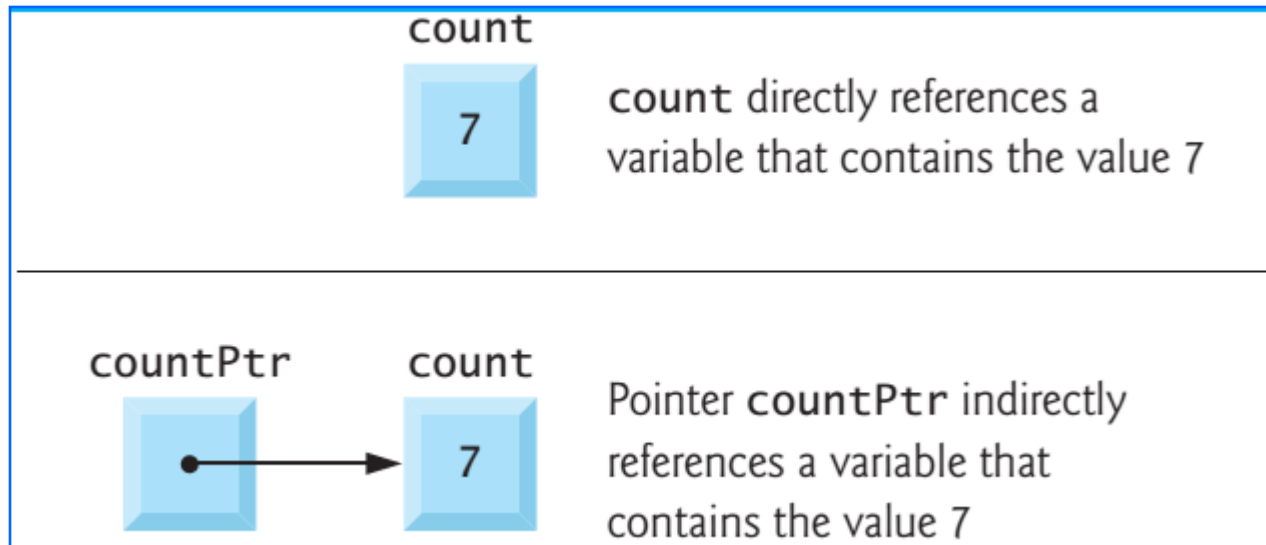 count
7
count directly references a
variable that contains the value 7
countPtr
count
7
Pointer countPtr indirectly
references a variable that
contains the value 7